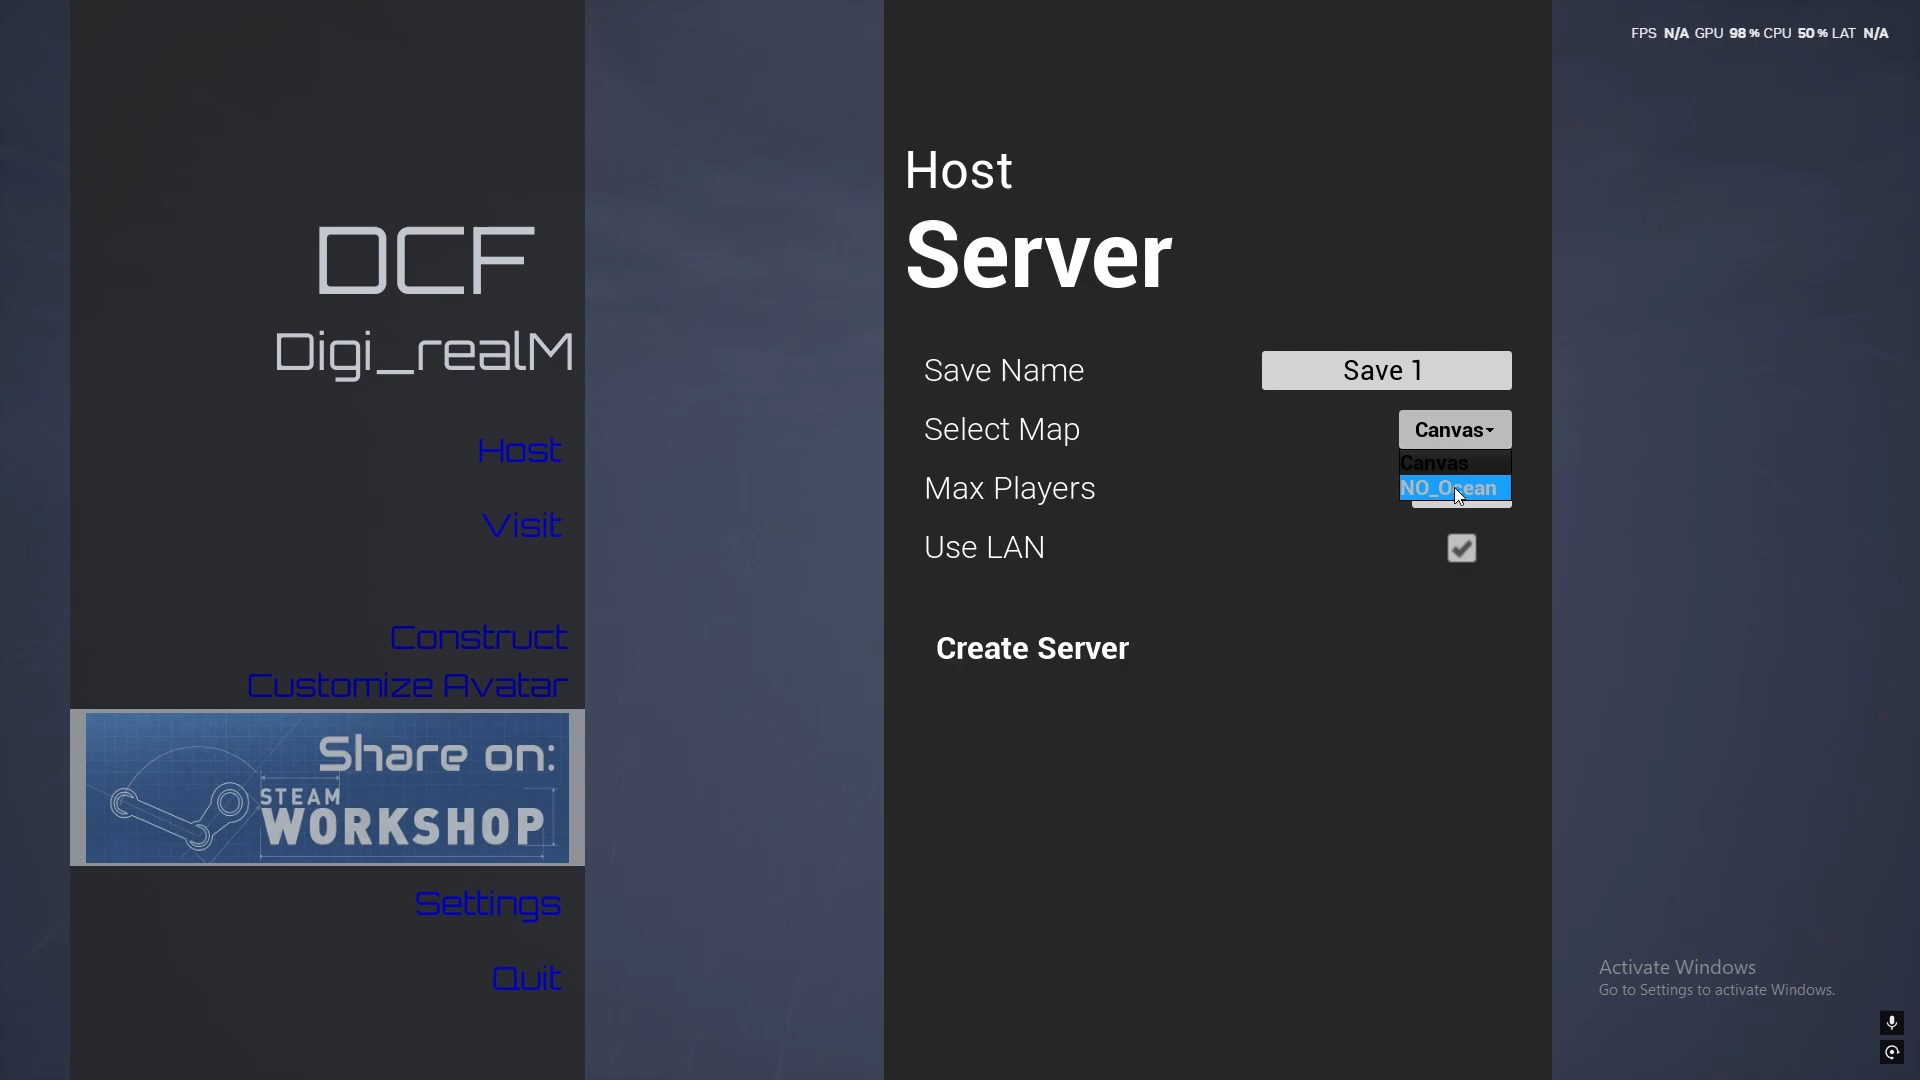 FPS N/A GPU 98 % CPU 50 % LAT N/A
DCF
Digi_realM
Host
Visit
Construct
Customize Avatar
Share on:
STEAM
WORKSHOP
Settings
Quit
Host
Server
Save Name
Save 1
Select Map
Canvas
Canvas
NO_Ocean
Max Players
Use LAN
Create Server
Activate Windows
Go to Settings to activate Windows.